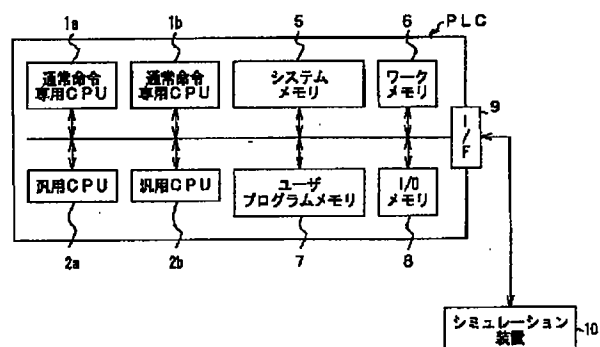 1a
1b
5
6
PLC
通常命令
専用CPU
通常命令
専用CPU
システム
メモリ
ワーク
メモリ
9
I/F
汎用CPU
汎用CPU
ユーザ
プログラムメモリ
I/O
メモリ
2a
2b
7
8
シミュレーション
装置
10